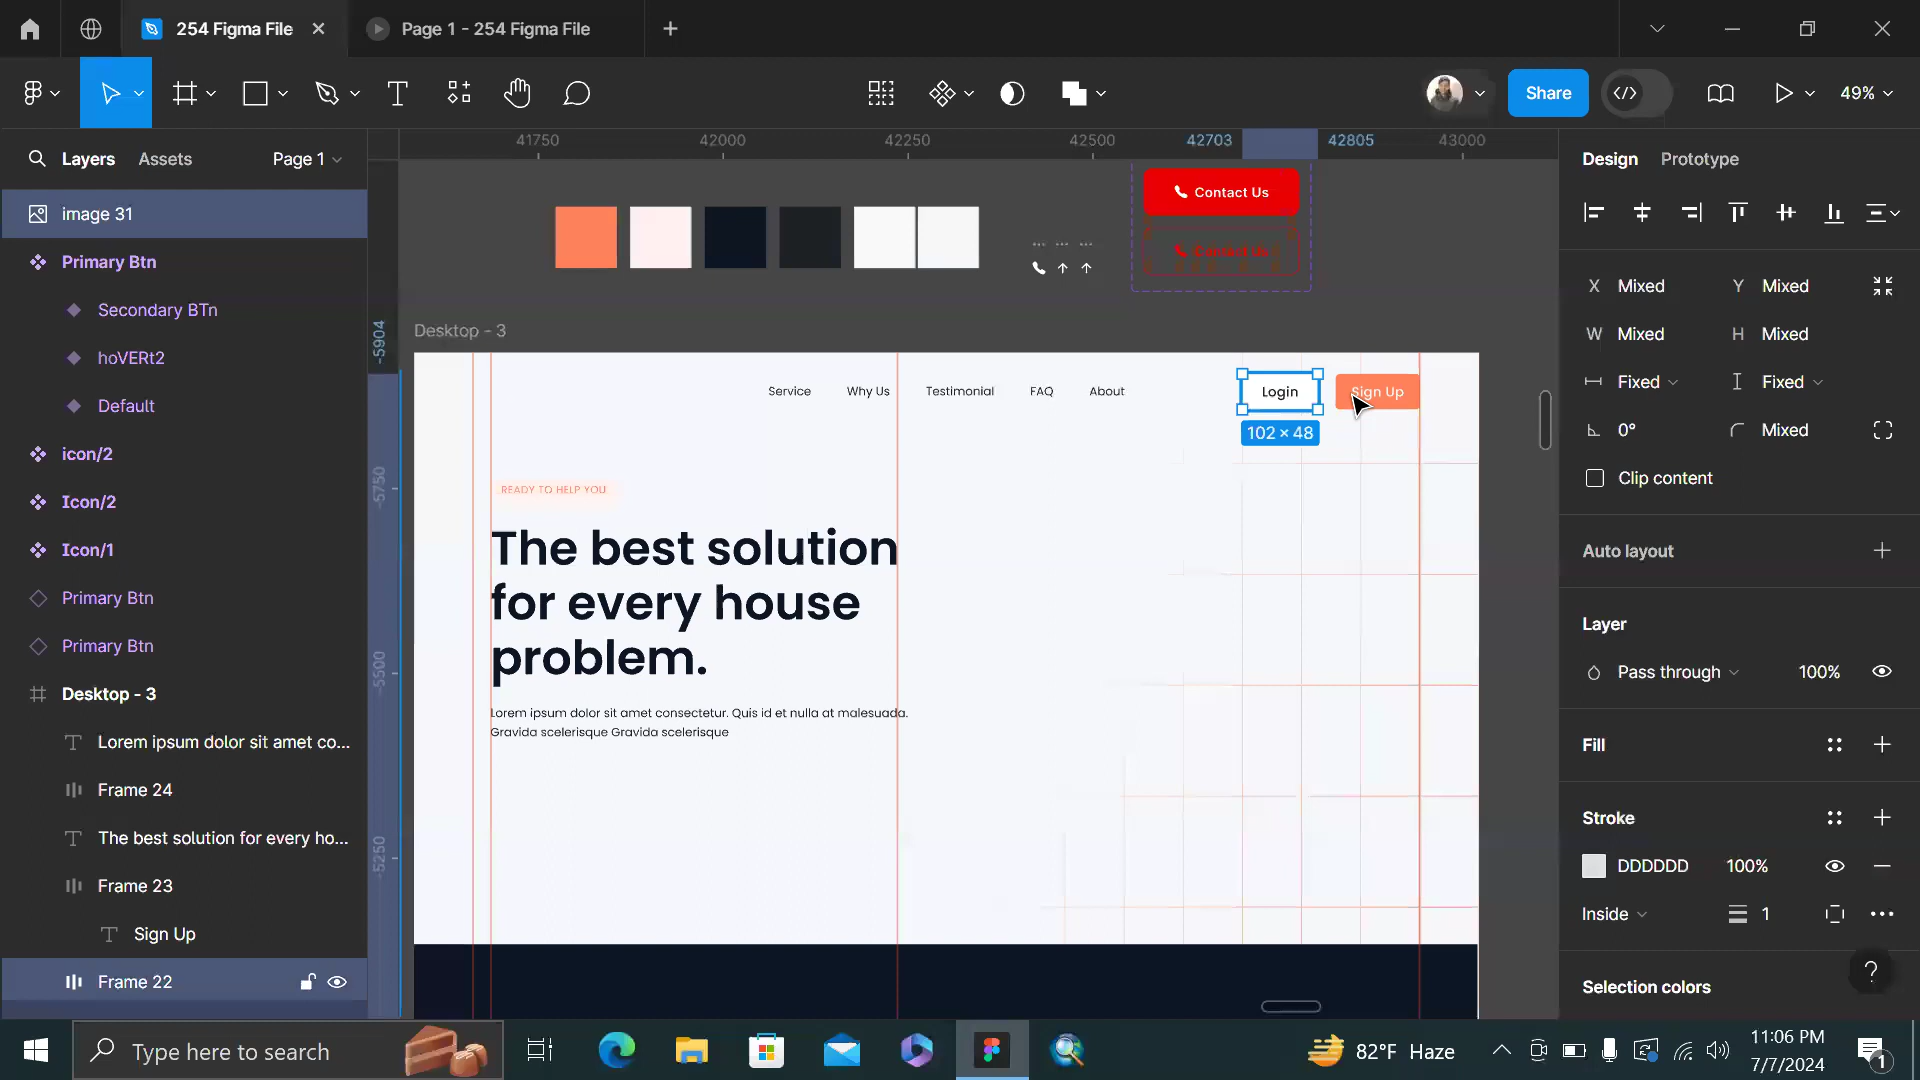 254 Figma File
Page 1 - 254 Figma File
Share
49%
Layers
Assets
Page 1
image 31
Primary Btn
Secondary BTn
hoVERt2
Default
icon/2
Icon/2
Icon/1
Primary Btn
Primary Btn
Desktop - 3
Lorem ipsum dolor sit amet co...
Frame 24
The best solution for every ho...
Frame 23
Sign Up
Frame 22
41750
42000
42250
42500
42703
42805
43000
-5904
-5750
-5500
-5250
Contact Us
Contact Us
Desktop - 3
Service
Why Us
Testimonial
FAQ
About
Login
Sign Up
102 × 48
READY TO HELP YOU
The best solution
for every house
problem.
Lorem ipsum dolor sit amet consectetur. Quis id et nulla at malesuada.
Gravida scelerisque Gravida scelerisque
Design
Prototype
X Mixed
Y Mixed
W Mixed
H Mixed
Fixed
Fixed
0°
Mixed
Clip content
Auto layout
Layer
Pass through
100%
Fill
Stroke
DDDDDD
100%
Inside
1
Selection colors
?
Type here to search
82°F Haze
11:06 PM
7/7/2024
1